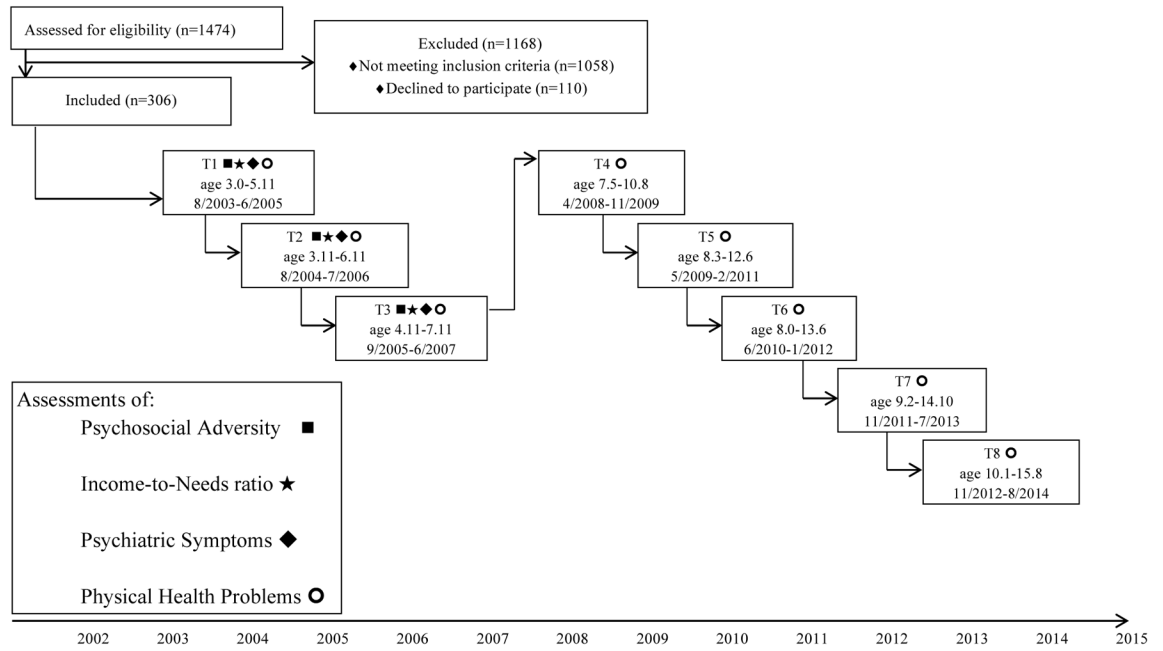 Assessed for eligibility (n=1474)
Excluded (n=1168)
♦Not meeting inclusion criteria (n=1058)
♦Declined to participate (n=110)
Included (n=306)
T1 ■★◆O
age 3.0-5.11
8/2003-6/2005
T2 ■★◆O
age 3.11-6.11
8/2004-7/2006
T3 ■★◆O
age 4.11-7.11
9/2005-6/2007
T4 O
age 7.5-10.8
4/2008-11/2009
T5 O
age 8.3-12.6
5/2009-2/2011
T6 O
age 8.0-13.6
6/2010-1/2012
T7 O
age 9.2-14.10
11/2011-7/2013
T8 O
age 10.1-15.8
11/2012-8/2014
Assessments of:
Psychosocial Adversity ■
Income-to-Needs ratio ★
Psychiatric Symptoms ◆
Physical Health Problems O
2002 2003 2004 2005 2006 2007 2008 2009 2010 2011 2012 2013 2014 2015